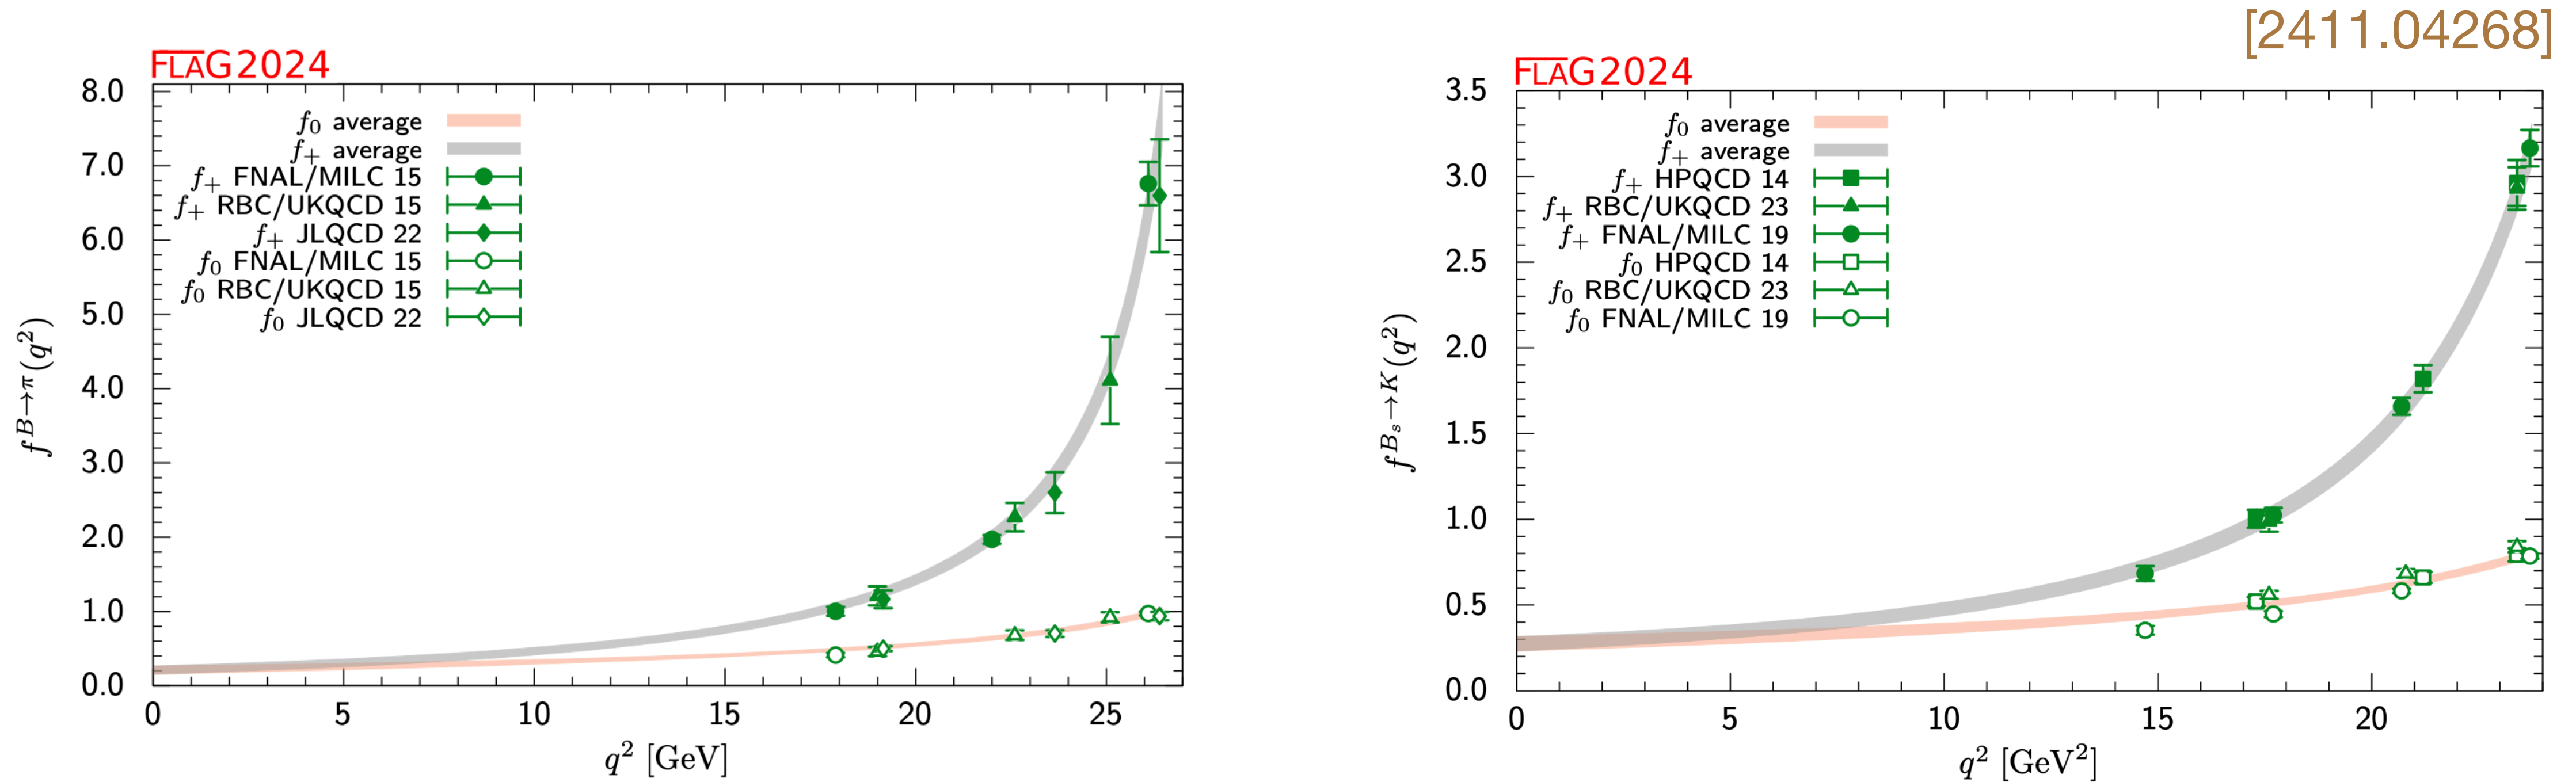 [2411.04268]
FLAG2024
8.0
7.0
6.0
5.0
4.0
3.0
2.0
1.0
0.0
f^{B→π}(q²)
f₀ average
f₊ average
f₊ FNAL/MILC 15
f₊ RBC/UKQCD 15
f₊ JLQCD 22
f₀ FNAL/MILC 15
f₀ RBC/UKQCD 15
f₀ JLQCD 22
0 5 10 15 20 25
q² [GeV]
FLAG2024
3.5
3.0
2.5
2.0
1.5
1.0
0.5
0.0
f^{B_s→K}(q²)
f₀ average
f₊ average
f₊ HPQCD 14
f₊ RBC/UKQCD 23
f₊ FNAL/MILC 19
f₀ HPQCD 14
f₀ RBC/UKQCD 23
f₀ FNAL/MILC 19
0 5 10 15 20
q² [GeV²]